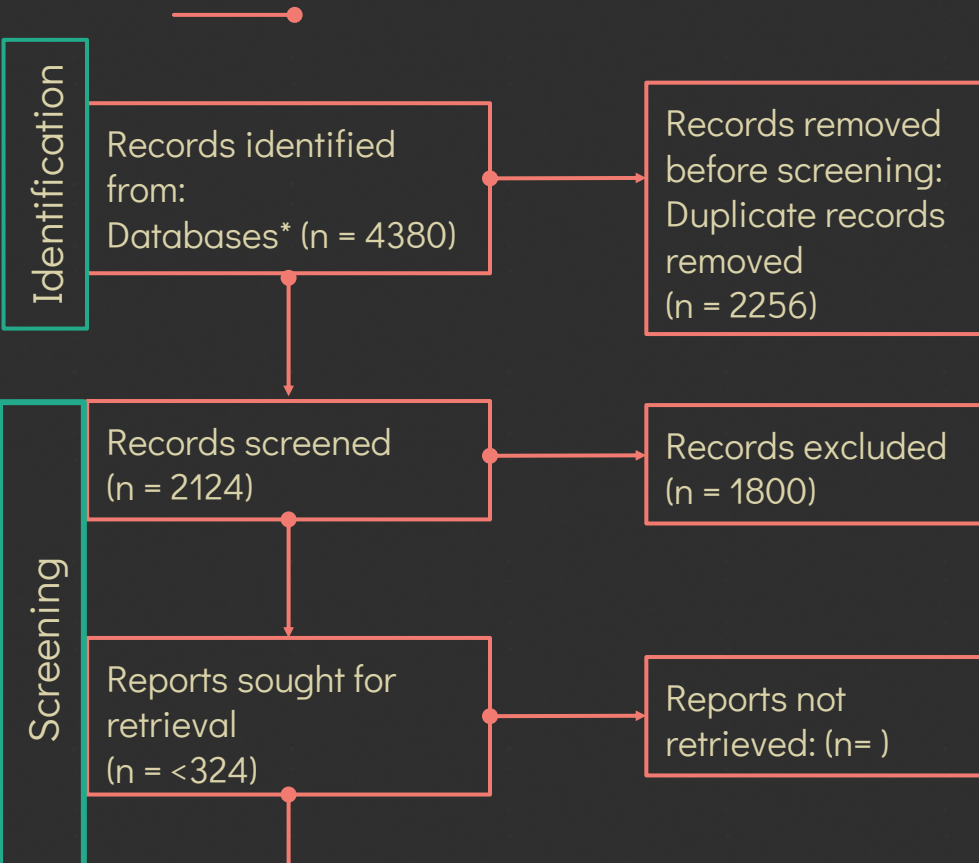 Identification
Records identified
from:
Databases* (n = 4380)
Records removed
before screening:
Duplicate records
removed
(n = 2256)
Screening
Records screened
(n = 2124)
Records excluded
(n = 1800)
Reports sought for
retrieval
(n = <324)
Reports not
retrieved: (n= )